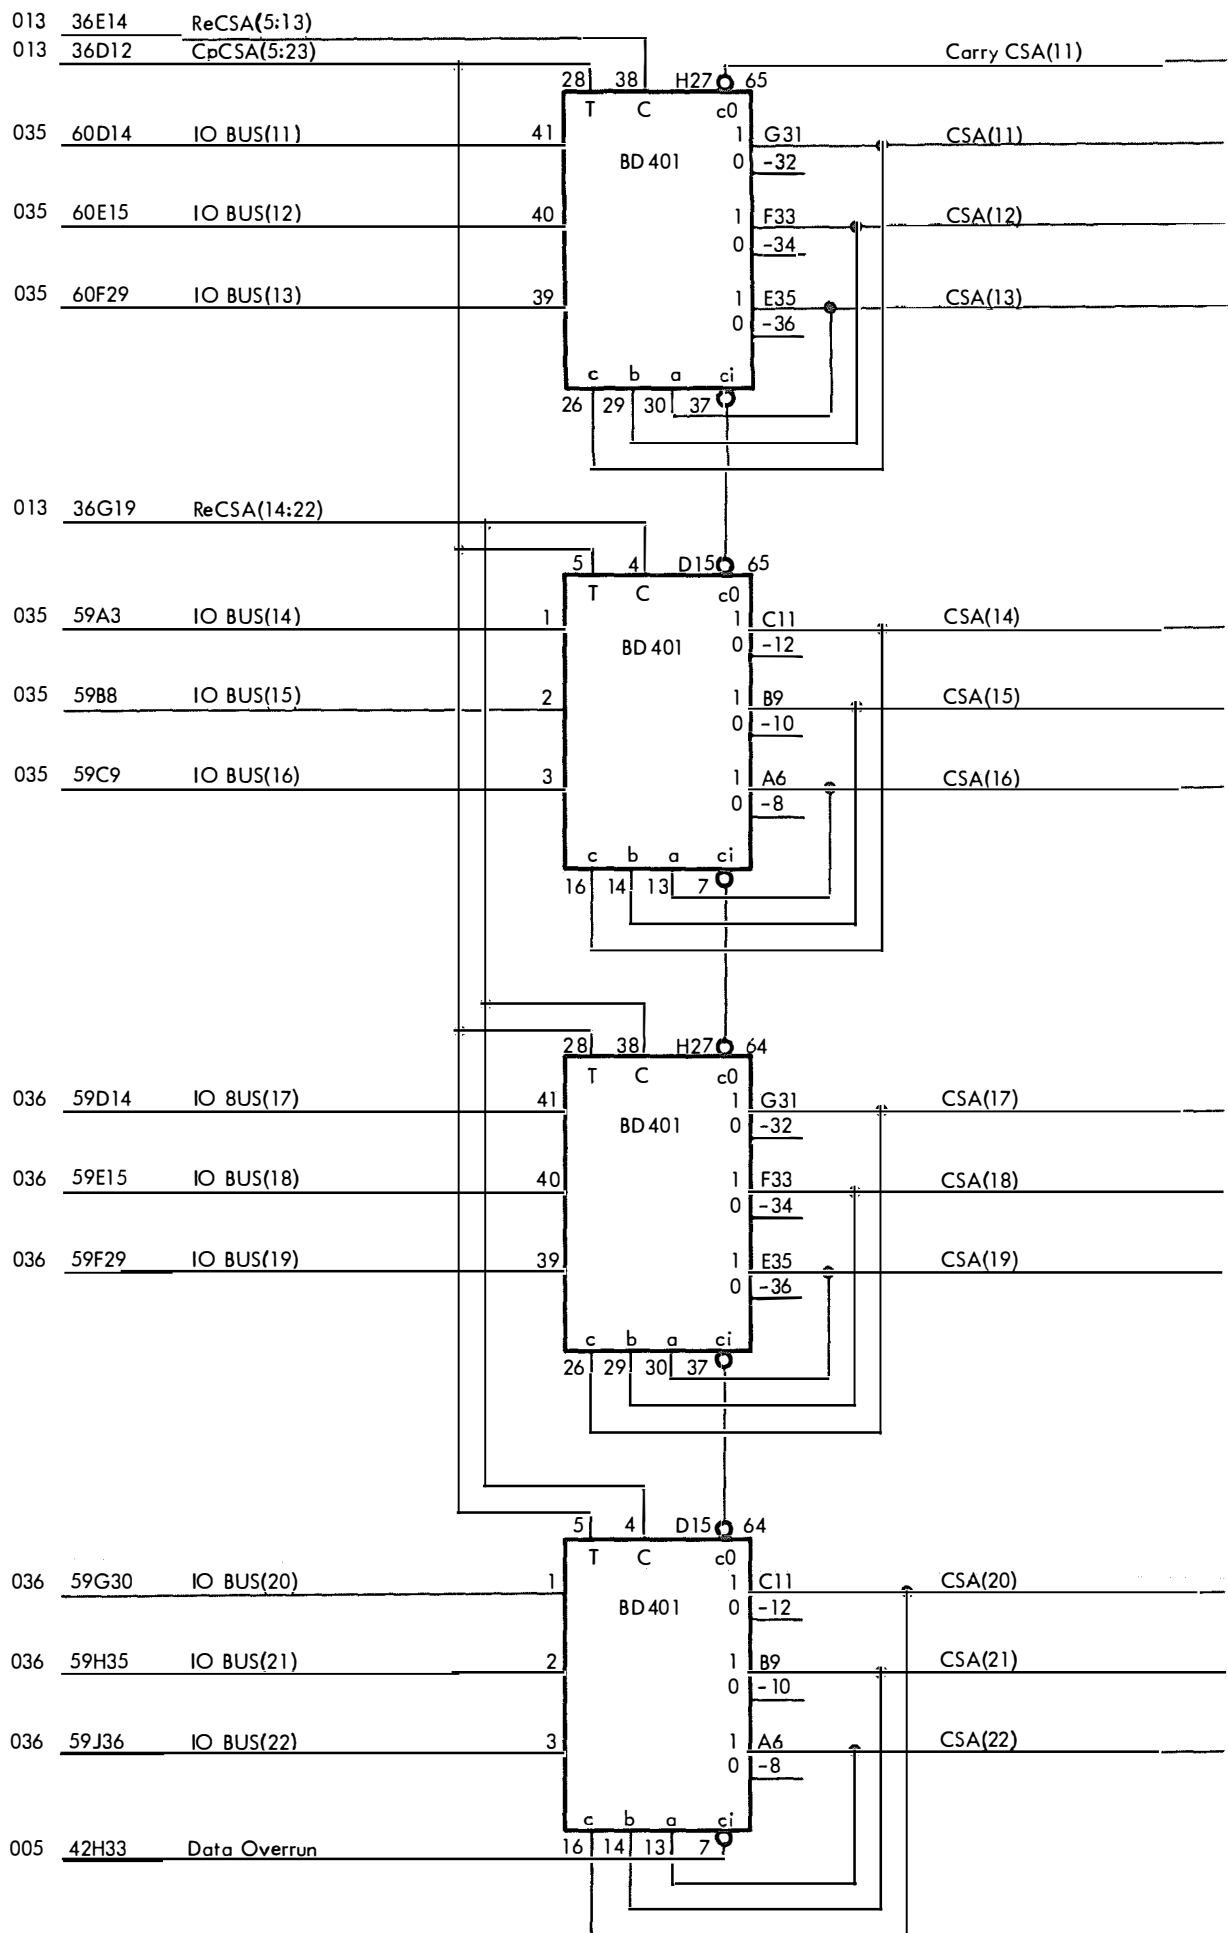 013 36E14 ReCSA(5:13)
013 36D12 CpCSA(5:23) Carry CSA(11)
28 38 H27 65
T C c0
035 60D14 IO BUS(11) 41 1 G31 CSA(11)
BD 401 0 -32
035 60E15 IO BUS(12) 40 1 F33 CSA(12)
0 -34
035 60F29 IO BUS(13) 39 1 E35 CSA(13)
0 -36
c b a ci
26 29 30 37
013 36G19 ReCSA(14:22)
5 4 D15 65
T C c0
035 59A3 IO BUS(14) 1 1 C11 CSA(14)
BD 401 0 -12
035 59B8 IO BUS(15) 2 1 B9 CSA(15)
0 -10
035 59C9 IO BUS(16) 3 1 A6 CSA(16)
0 -8
c b a ci
16 14 13 7
28 38 H27 64
T C c0
036 59D14 IO 8US(17) 41 1 G31 CSA(17)
BD 401 0 -32
036 59E15 IO BUS(18) 40 1 F33 CSA(18)
0 -34
036 59F29 IO BUS(19) 39 1 E35 CSA(19)
0 -36
c b a ci
26 29 30 37
5 4 D15 64
T C c0
036 59G30 IO BUS(20) 1 1 C11 CSA(20)
BD 401 0 -12
036 59H35 IO BUS(21) 2 1 B9 CSA(21)
0 -10
036 59J36 IO BUS(22) 3 1 A6 CSA(22)
0 -8
c b a ci
005 42H33 Data Overrun 16 14 13 7